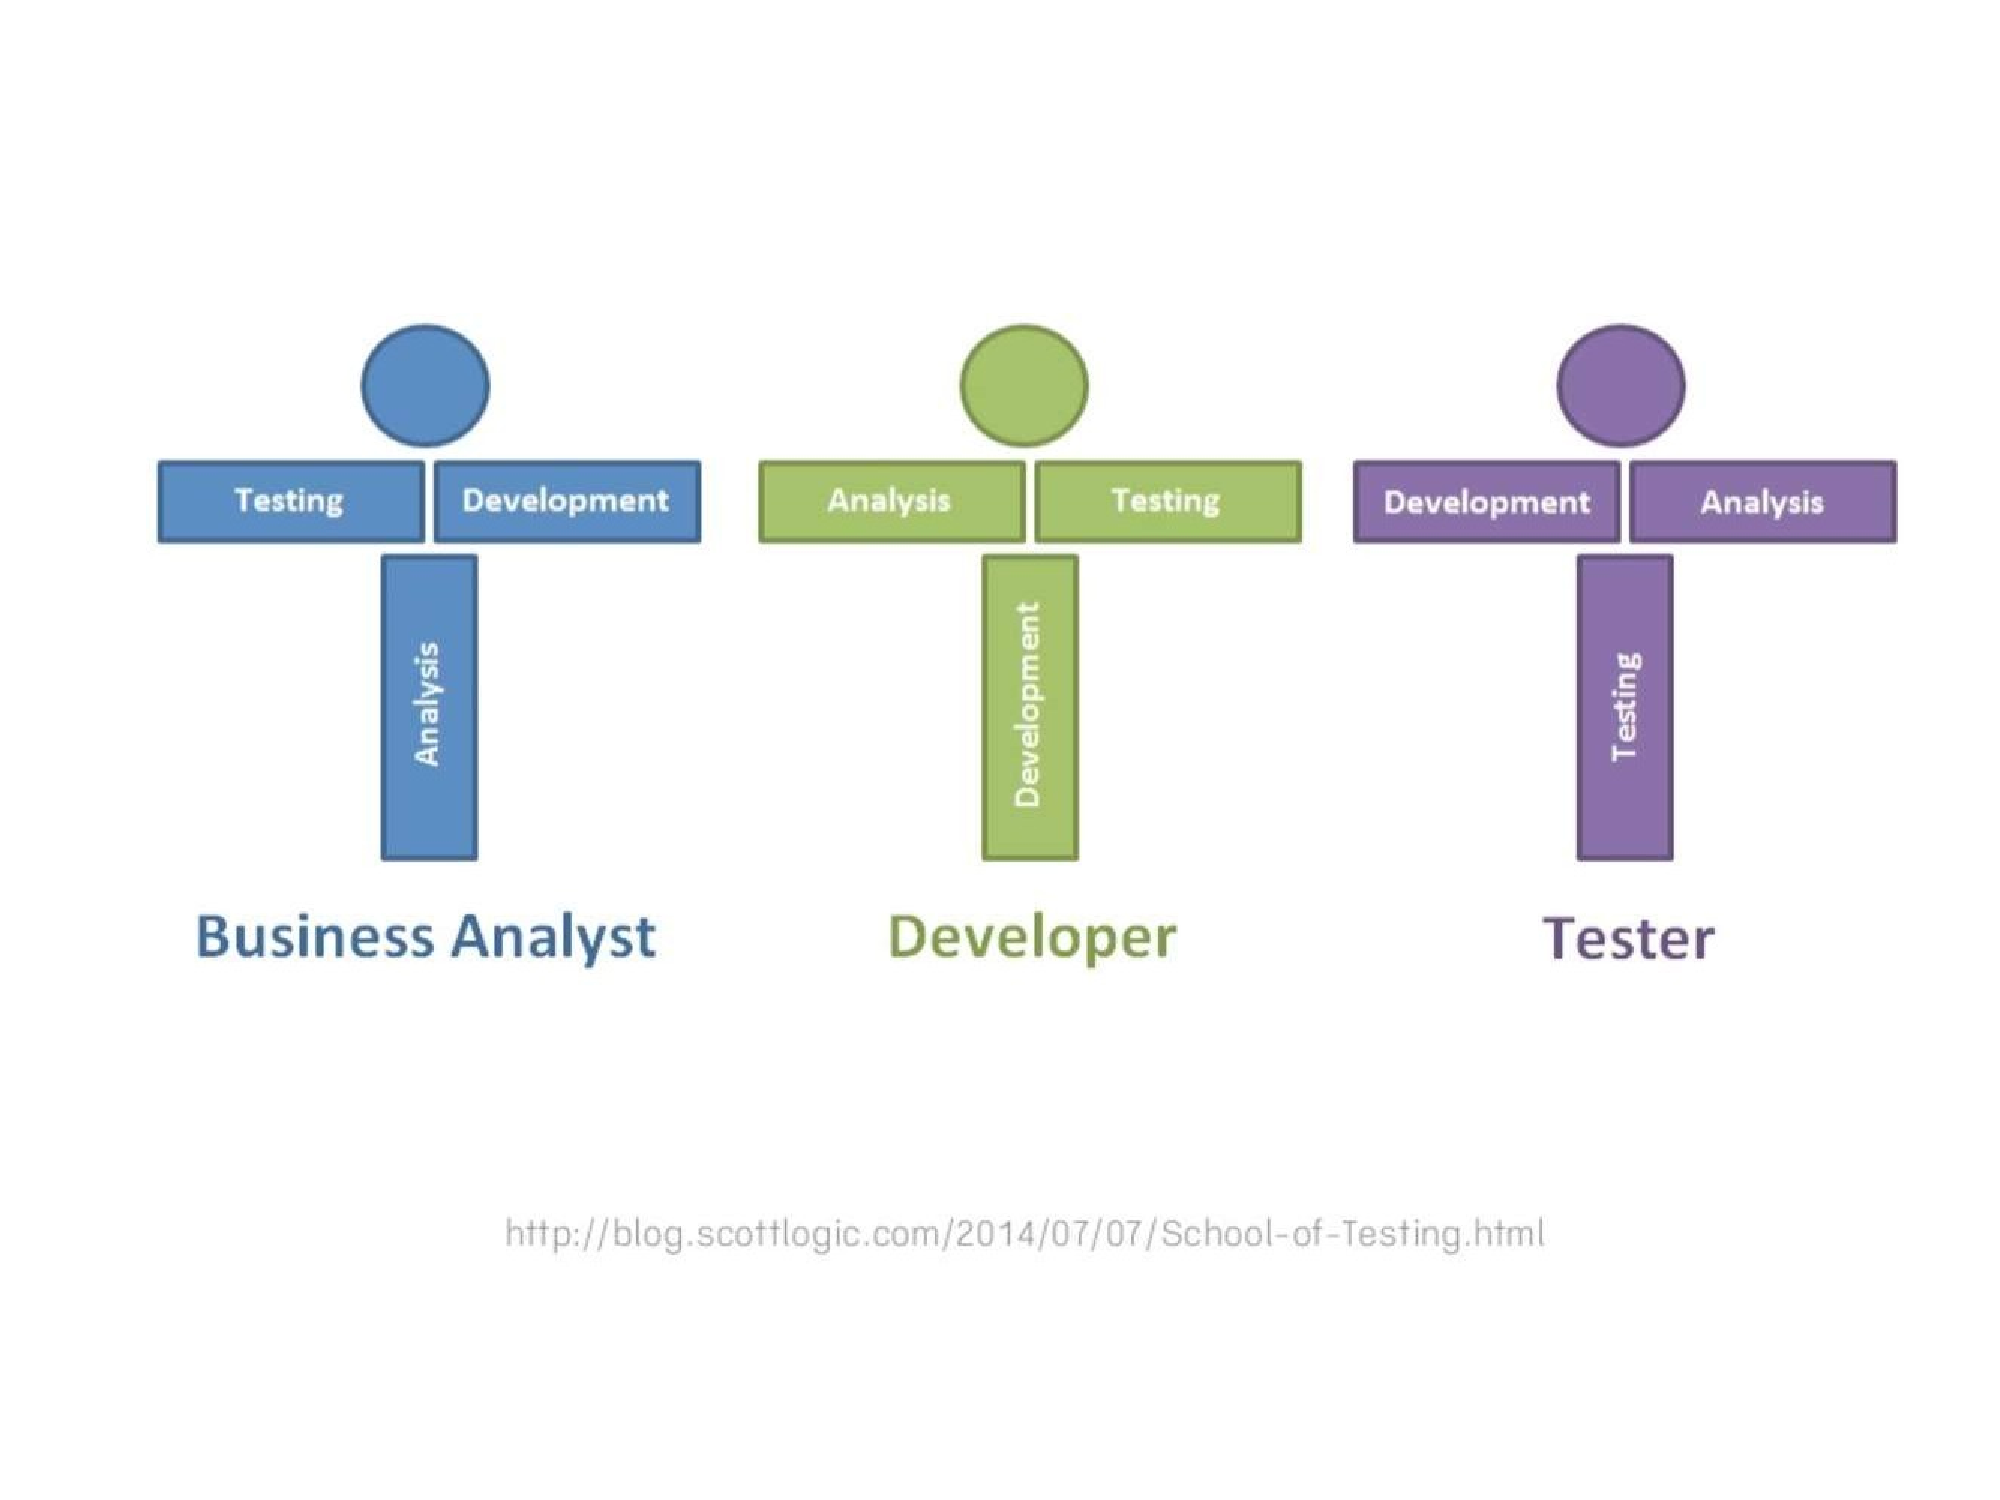 Testing Development
Analysis
Business Analyst
Analysis Testing
Development
Developer
Development Analysis
Testing
Tester
http://blog.scottlogic.com/2014/07/07/School-of-Testing.html